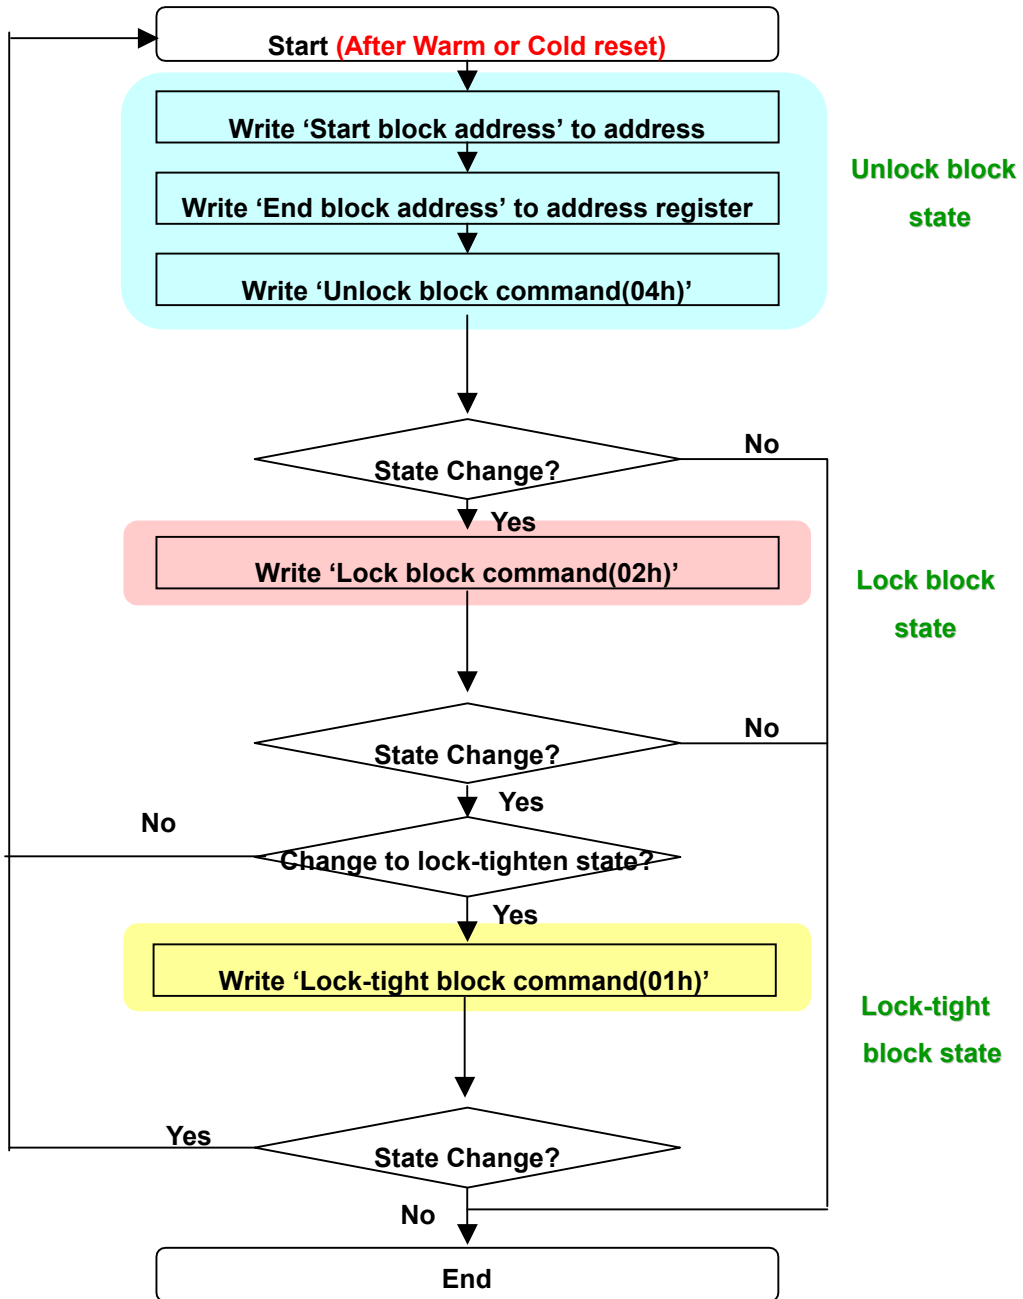 Start (After Warm or Cold reset)
Write ‘Start block address’ to address
Write ‘End block address’ to address register
Write ‘Unlock block command(04h)’
Unlock block
state
State Change?
No
Yes
Write ‘Lock block command(02h)’
Lock block
state
State Change?
No
Yes
Change to lock-tighten state?
No
Yes
Write ‘Lock-tight block command(01h)’
Lock-tight
block state
State Change?
Yes
No
End